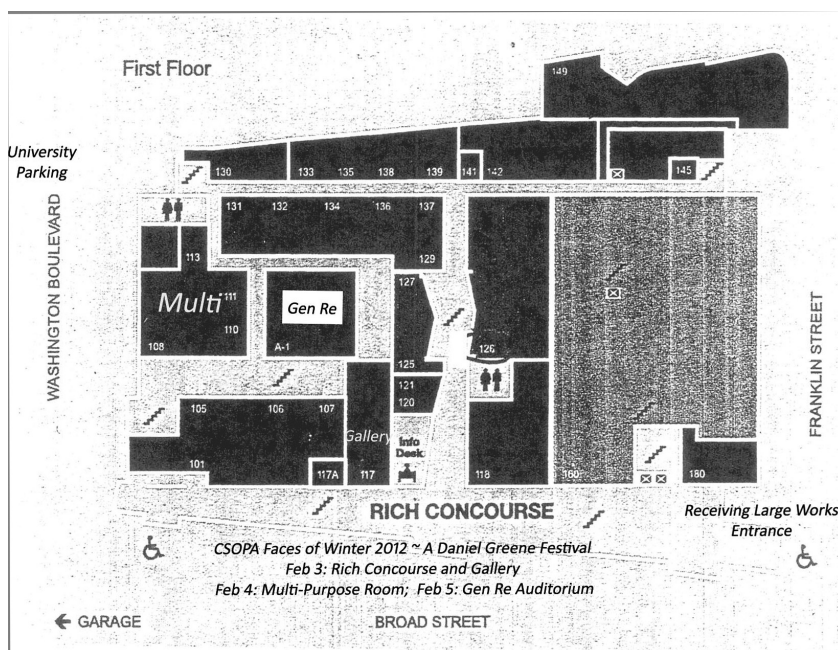 First Floor
149
University
Parking
130 133 135 138 139 141 142 145
131 132 134 136 137
113 129
127
Multi 111
Gen Re
110
108 A-1 125 126
121
105 106 107 120
Gallery
Info
Desk
101 117A 117 118 160 180
WASHINGTON BOULEVARD
FRANKLIN STREET
RICH CONCOURSE
Receiving Large Works
Entrance
CSOPA Faces of Winter 2012 ~ A Daniel Greene Festival
Feb 3: Rich Concourse and Gallery
Feb 4: Multi-Purpose Room; Feb 5: Gen Re Auditorium
GARAGE BROAD STREET